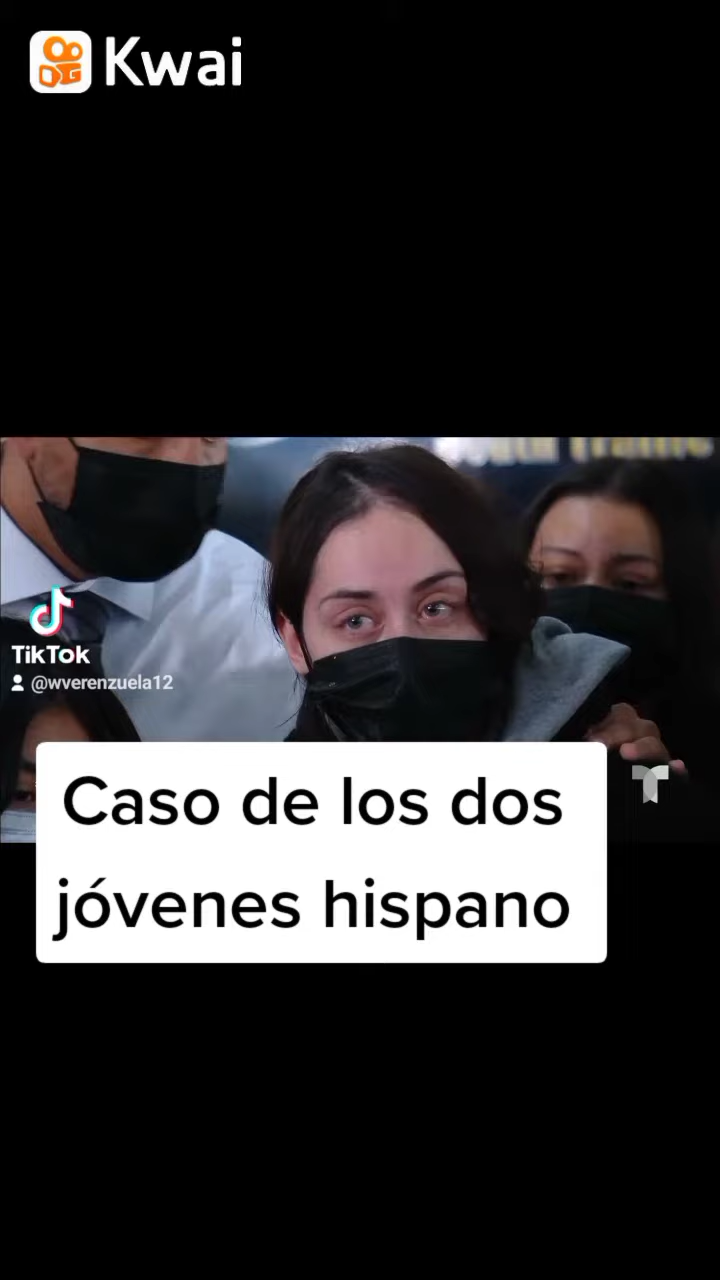 Kwai
TikTok
@wverenzuela12
Caso de los dos
jóvenes hispano